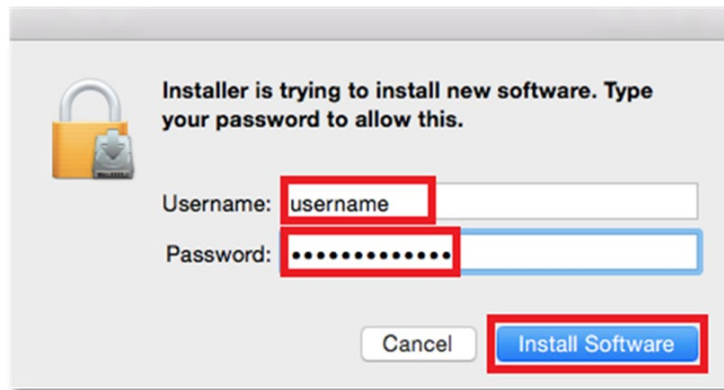 Installer is trying to install new software. Type
your password to allow this.
Username: username
Password: •••••••••••••
Cancel Install Software